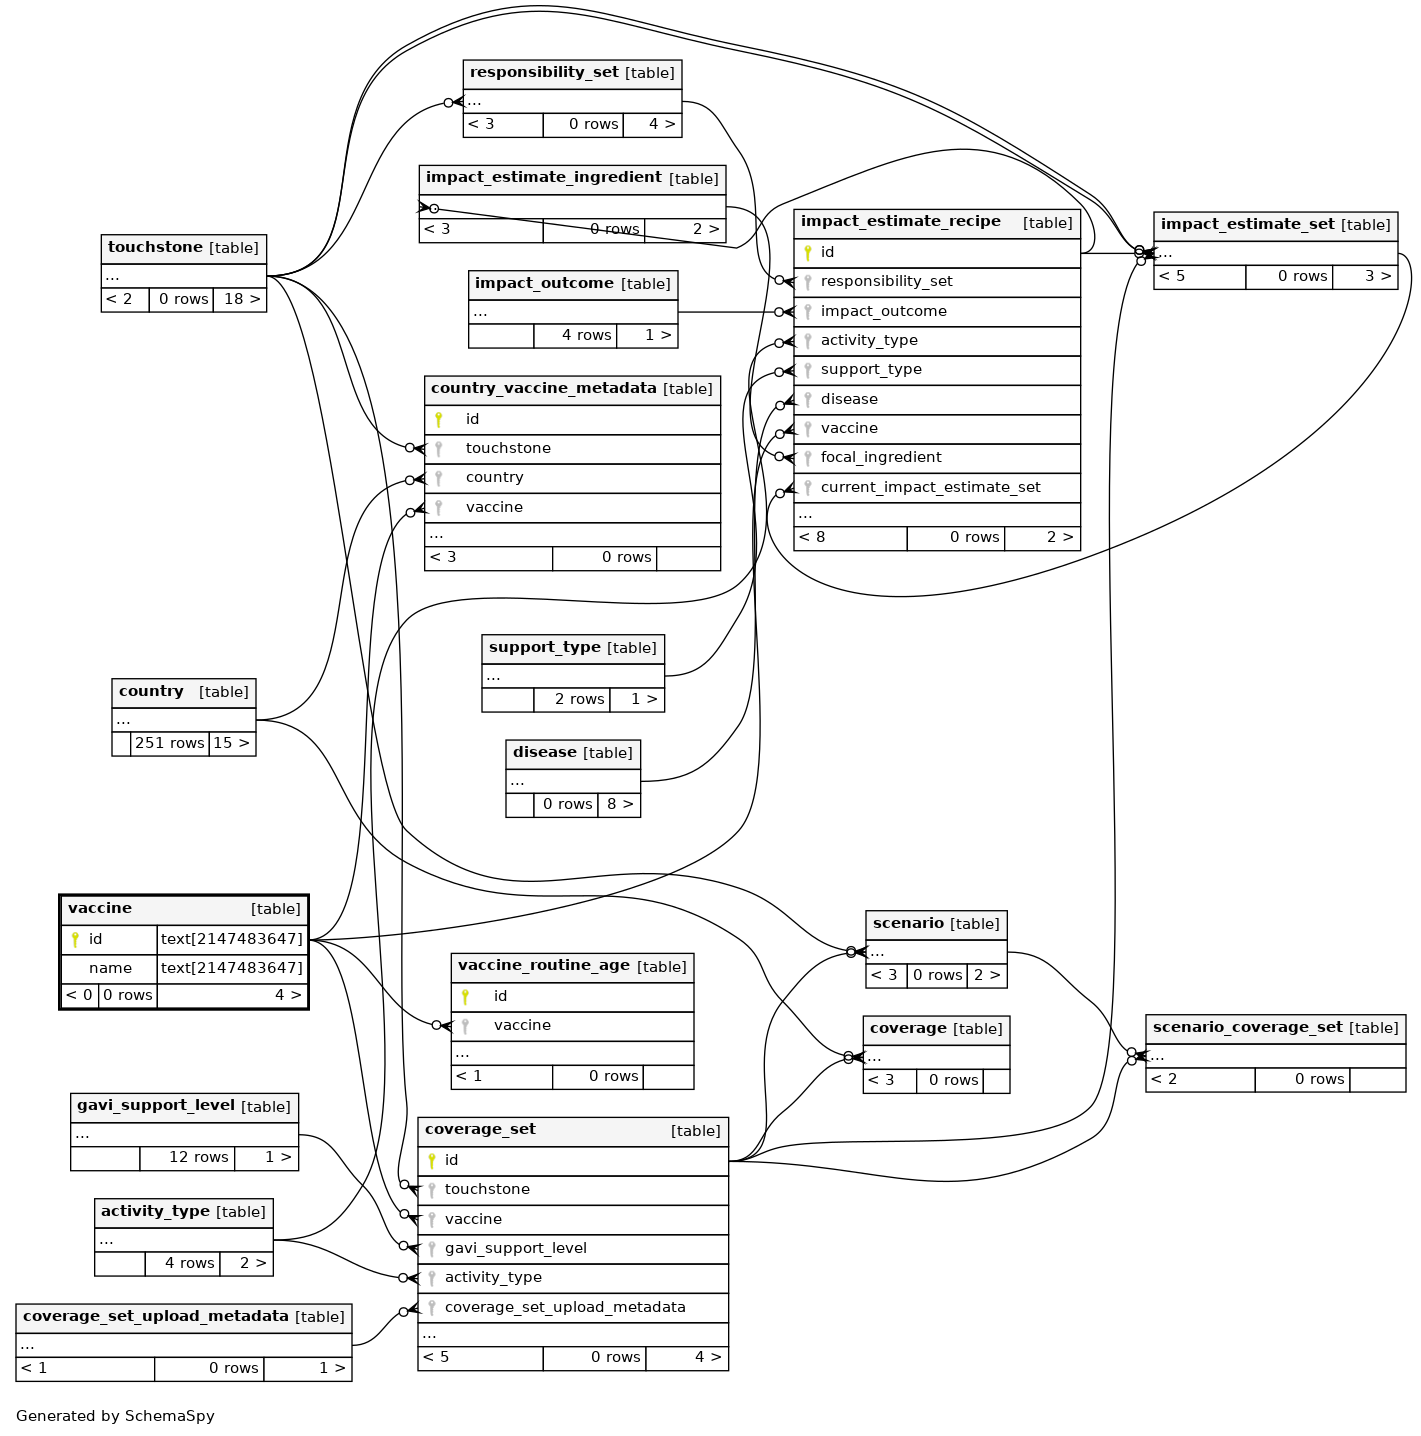 responsibility_set [table]
...
< 3 0 rows 4 >
impact_estimate_ingredient [table]
...
< 3 0 rows 2 >
impact_estimate_recipe [table]
id
responsibility_set
impact_outcome
activity_type
support_type
disease
vaccine
focal_ingredient
current_impact_estimate_set
...
< 8 0 rows 2 >
impact_estimate_set [table]
...
< 5 0 rows 3 >
touchstone [table]
...
< 2 0 rows 18 >
impact_outcome [table]
...
4 rows 1 >
country_vaccine_metadata [table]
id
touchstone
country
vaccine
...
< 3 0 rows
support_type [table]
...
2 rows 1 >
country [table]
...
251 rows 15 >
disease [table]
...
0 rows 8 >
vaccine [table]
id text[2147483647]
name text[2147483647]
< 0 0 rows 4 >
scenario [table]
...
< 3 0 rows 2 >
vaccine_routine_age [table]
id
vaccine
...
< 1 0 rows
coverage [table]
...
< 3 0 rows
scenario_coverage_set [table]
...
< 2 0 rows
gavi_support_level [table]
...
12 rows 1 >
coverage_set [table]
id
touchstone
vaccine
gavi_support_level
activity_type
coverage_set_upload_metadata
...
< 5 0 rows 4 >
activity_type [table]
...
4 rows 2 >
coverage_set_upload_metadata [table]
...
< 1 0 rows 1 >
Generated by SchemaSpy